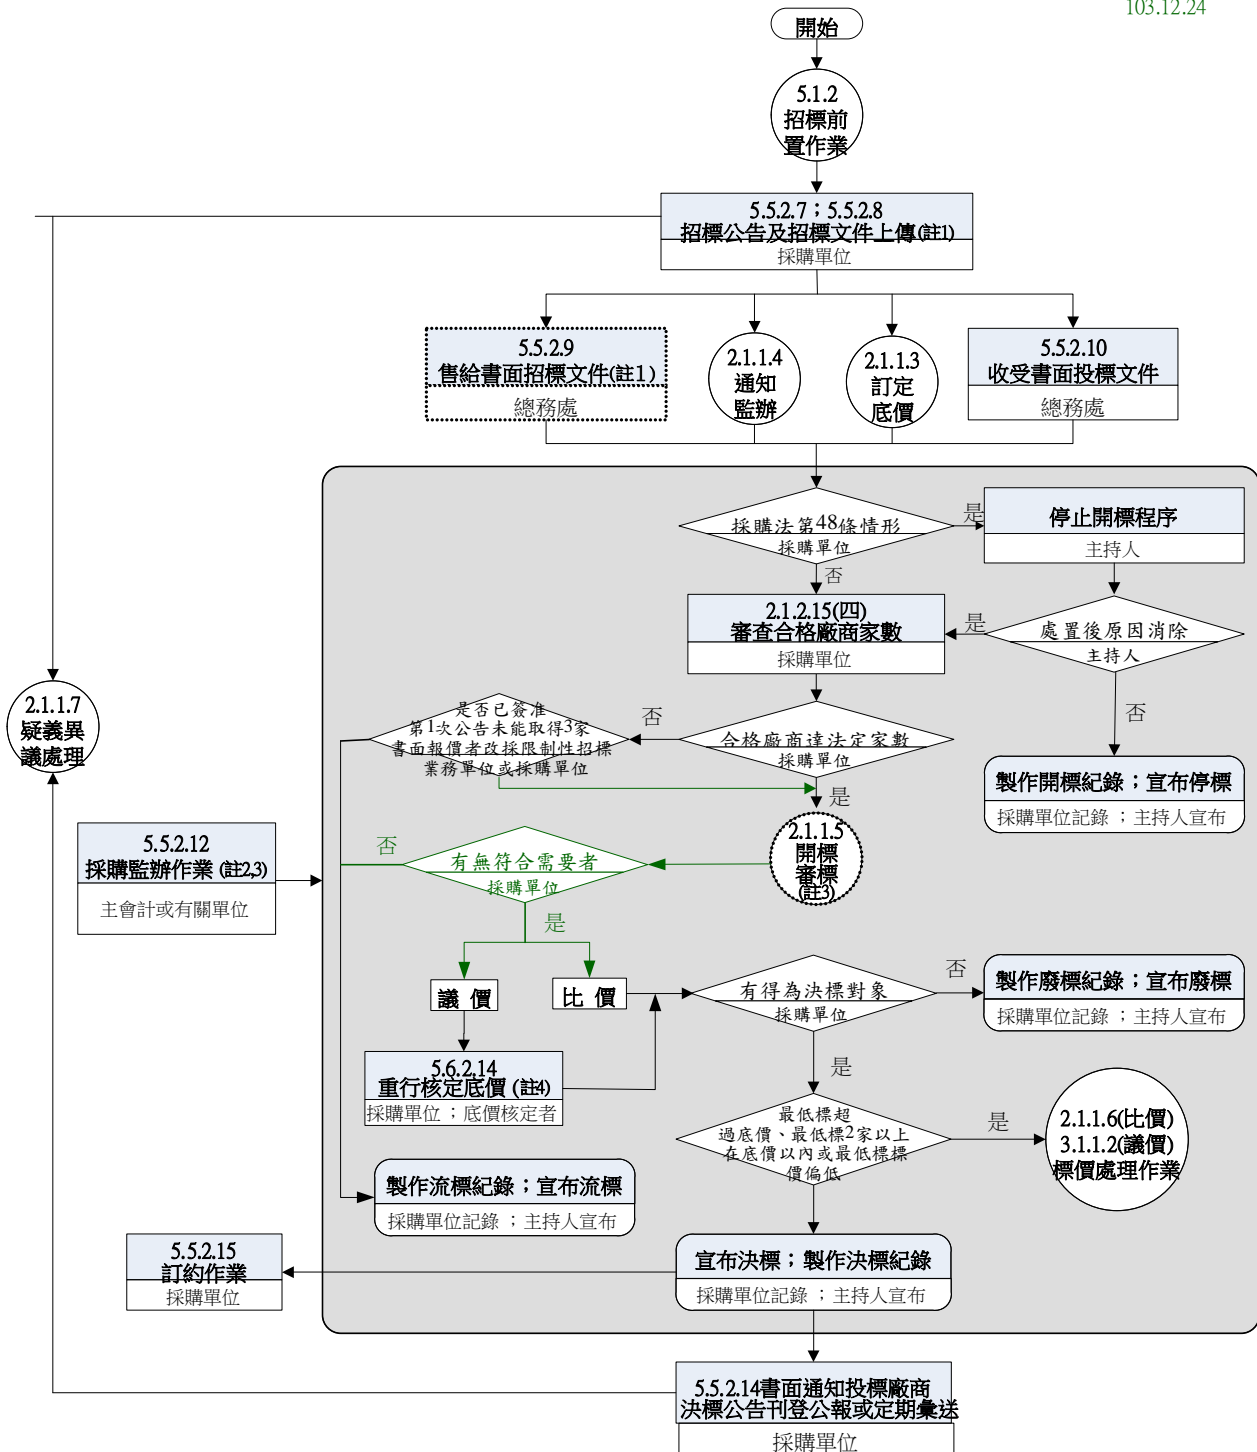 103.12.24
開始
5.1.2
招標前
置作業
5.5.2.7；5.5.2.8
招標公告及招標文件上傳(註1)
採購單位
5.5.2.9
售給書面招標文件(註1)
總務處
2.1.1.4
通知
監辦
2.1.1.3
訂定
底價
5.5.2.10
收受書面投標文件
總務處
採購法第48條情形
採購單位
是
否
停止開標程序
主持人
2.1.2.15(四)
審查合格廠商家數
採購單位
是
處置後原因消除
主持人
否
2.1.1.7
疑義異
議處理
是否已簽准
第1次公告未能取得3家
書面報價者改採限制性招標
業務單位或採購單位
否
合格廠商達法定家數
採購單位
是
製作開標紀錄；宣布停標
採購單位記錄；主持人宣布
5.5.2.12
採購監辦作業 (註2,3)
主會計或有關單位
否
有無符合需要者
採購單位
是
2.1.1.5
開標
審標
(註3)
議 價
比 價
有得為決標對象
採購單位
否
是
製作廢標紀錄；宣布廢標
採購單位記錄；主持人宣布
5.6.2.14
重行核定底價 (註4)
採購單位；底價核定者
最低標超
過底價、最低標2家以上
在底價以內或最低標標
價偏低
是
2.1.1.6(比價)
3.1.1.2(議價)
標價處理作業
製作流標紀錄；宣布流標
採購單位記錄；主持人宣布
5.5.2.15
訂約作業
採購單位
宣布決標；製作決標紀錄
採購單位記錄；主持人宣布
5.5.2.14書面通知投標廠商
決標公告刊登公報或定期彙送
採購單位